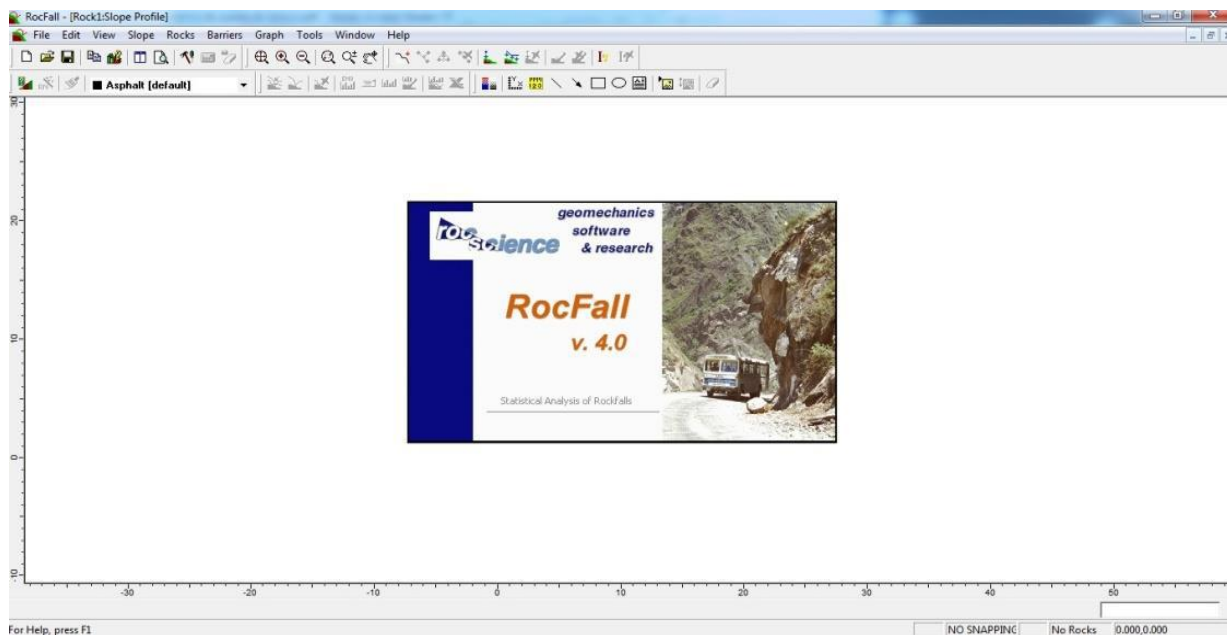 RocFall - [Rock1:Slope Profile]
File Edit View Slope Rocks Barriers Graph Tools Window Help
Asphalt [default]
30
20
10
0
-10
rocscience
geomechanics
software
& research
RocFall
v. 4.0
Statistical Analysis of Rockfalls
-30 -20 -10 0 10 20 30 40 50
For Help, press F1 NO SNAPPING No Rocks 0.000,0.000